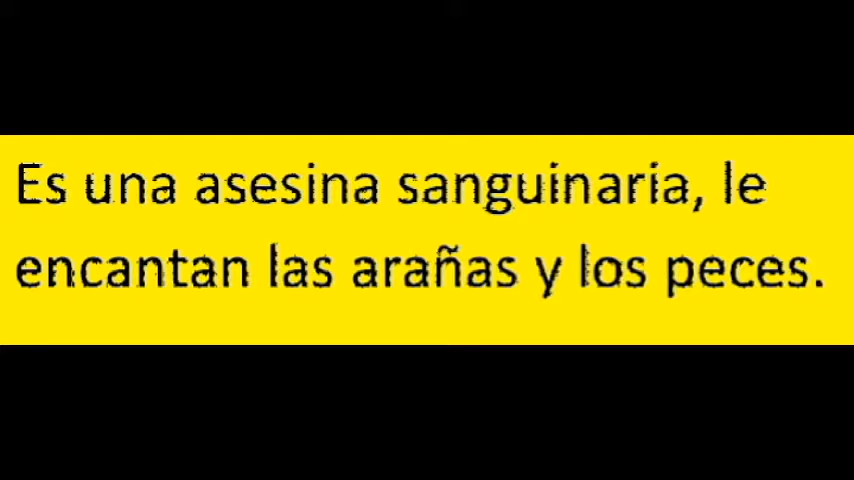 Es una asesina sanguinaria, le
encantan las arañas y los peces.